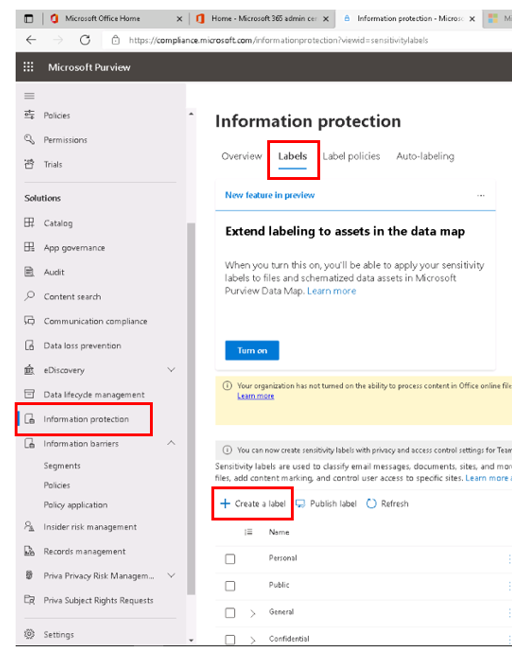 Microsoft Office Home
Home - Microsoft 365 admin cen
Information protection - Microsof
Mi
https://compliance.microsoft.com/informationprotection?viewid=sensitivitylabels
Microsoft Purview
Policies
Permissions
Trials
Solutions
Catalog
App governance
Audit
Content search
Communication compliance
Data loss prevention
eDiscovery
Data lifecycle management
Information protection
Information barriers
Segments
Policies
Policy application
Insider risk management
Records management
Priva Privacy Risk Managem...
Priva Subject Rights Requests
Settings
Information protection
Overview Labels Label policies Auto-labeling
New feature in preview ...
Extend labeling to assets in the data map
When you turn this on, you'll be able to apply your sensitivity
labels to files and schematized data assets in Microsoft
Purview Data Map. Learn more
Turn on
Your organization has not turned on the ability to process content in Office online file
Learn more
You can now create sensitivity labels with privacy and access control settings for Team
Sensitivity labels are used to classify email messages, documents, sites, and mor
files, add content marking, and control user access to specific sites. Learn more a
+ Create a label Publish label Refresh
Name
Personal
Public
General
Confidential